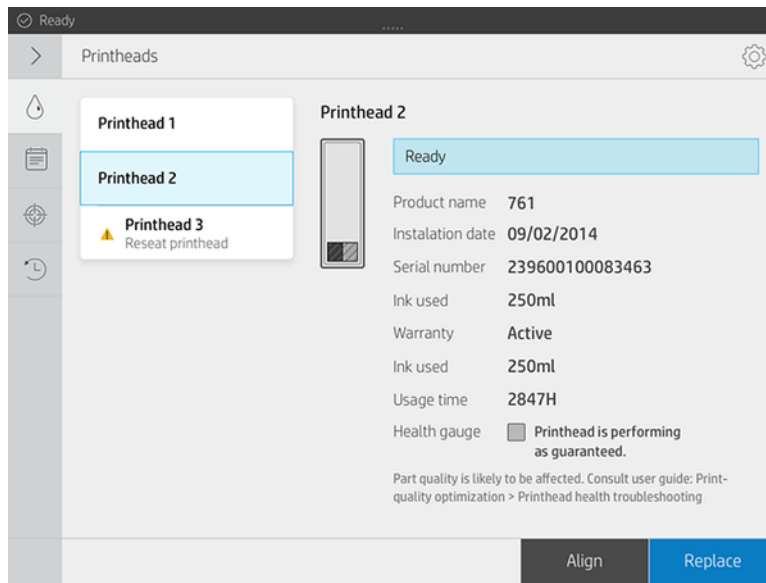 Ready
Printheads
Printhead 1
Printhead 2
Printhead 3
Reseat printhead
Printhead 2
Ready
Product name 761
Instalation date 09/02/2014
Serial number 239600100083463
Ink used 250ml
Warranty Active
Ink used 250ml
Usage time 2847H
Health gauge Printhead is performing
as guaranteed.
Part quality is likely to be affected. Consult user guide: Print-
quality optimization > Printhead health troubleshooting
Align
Replace